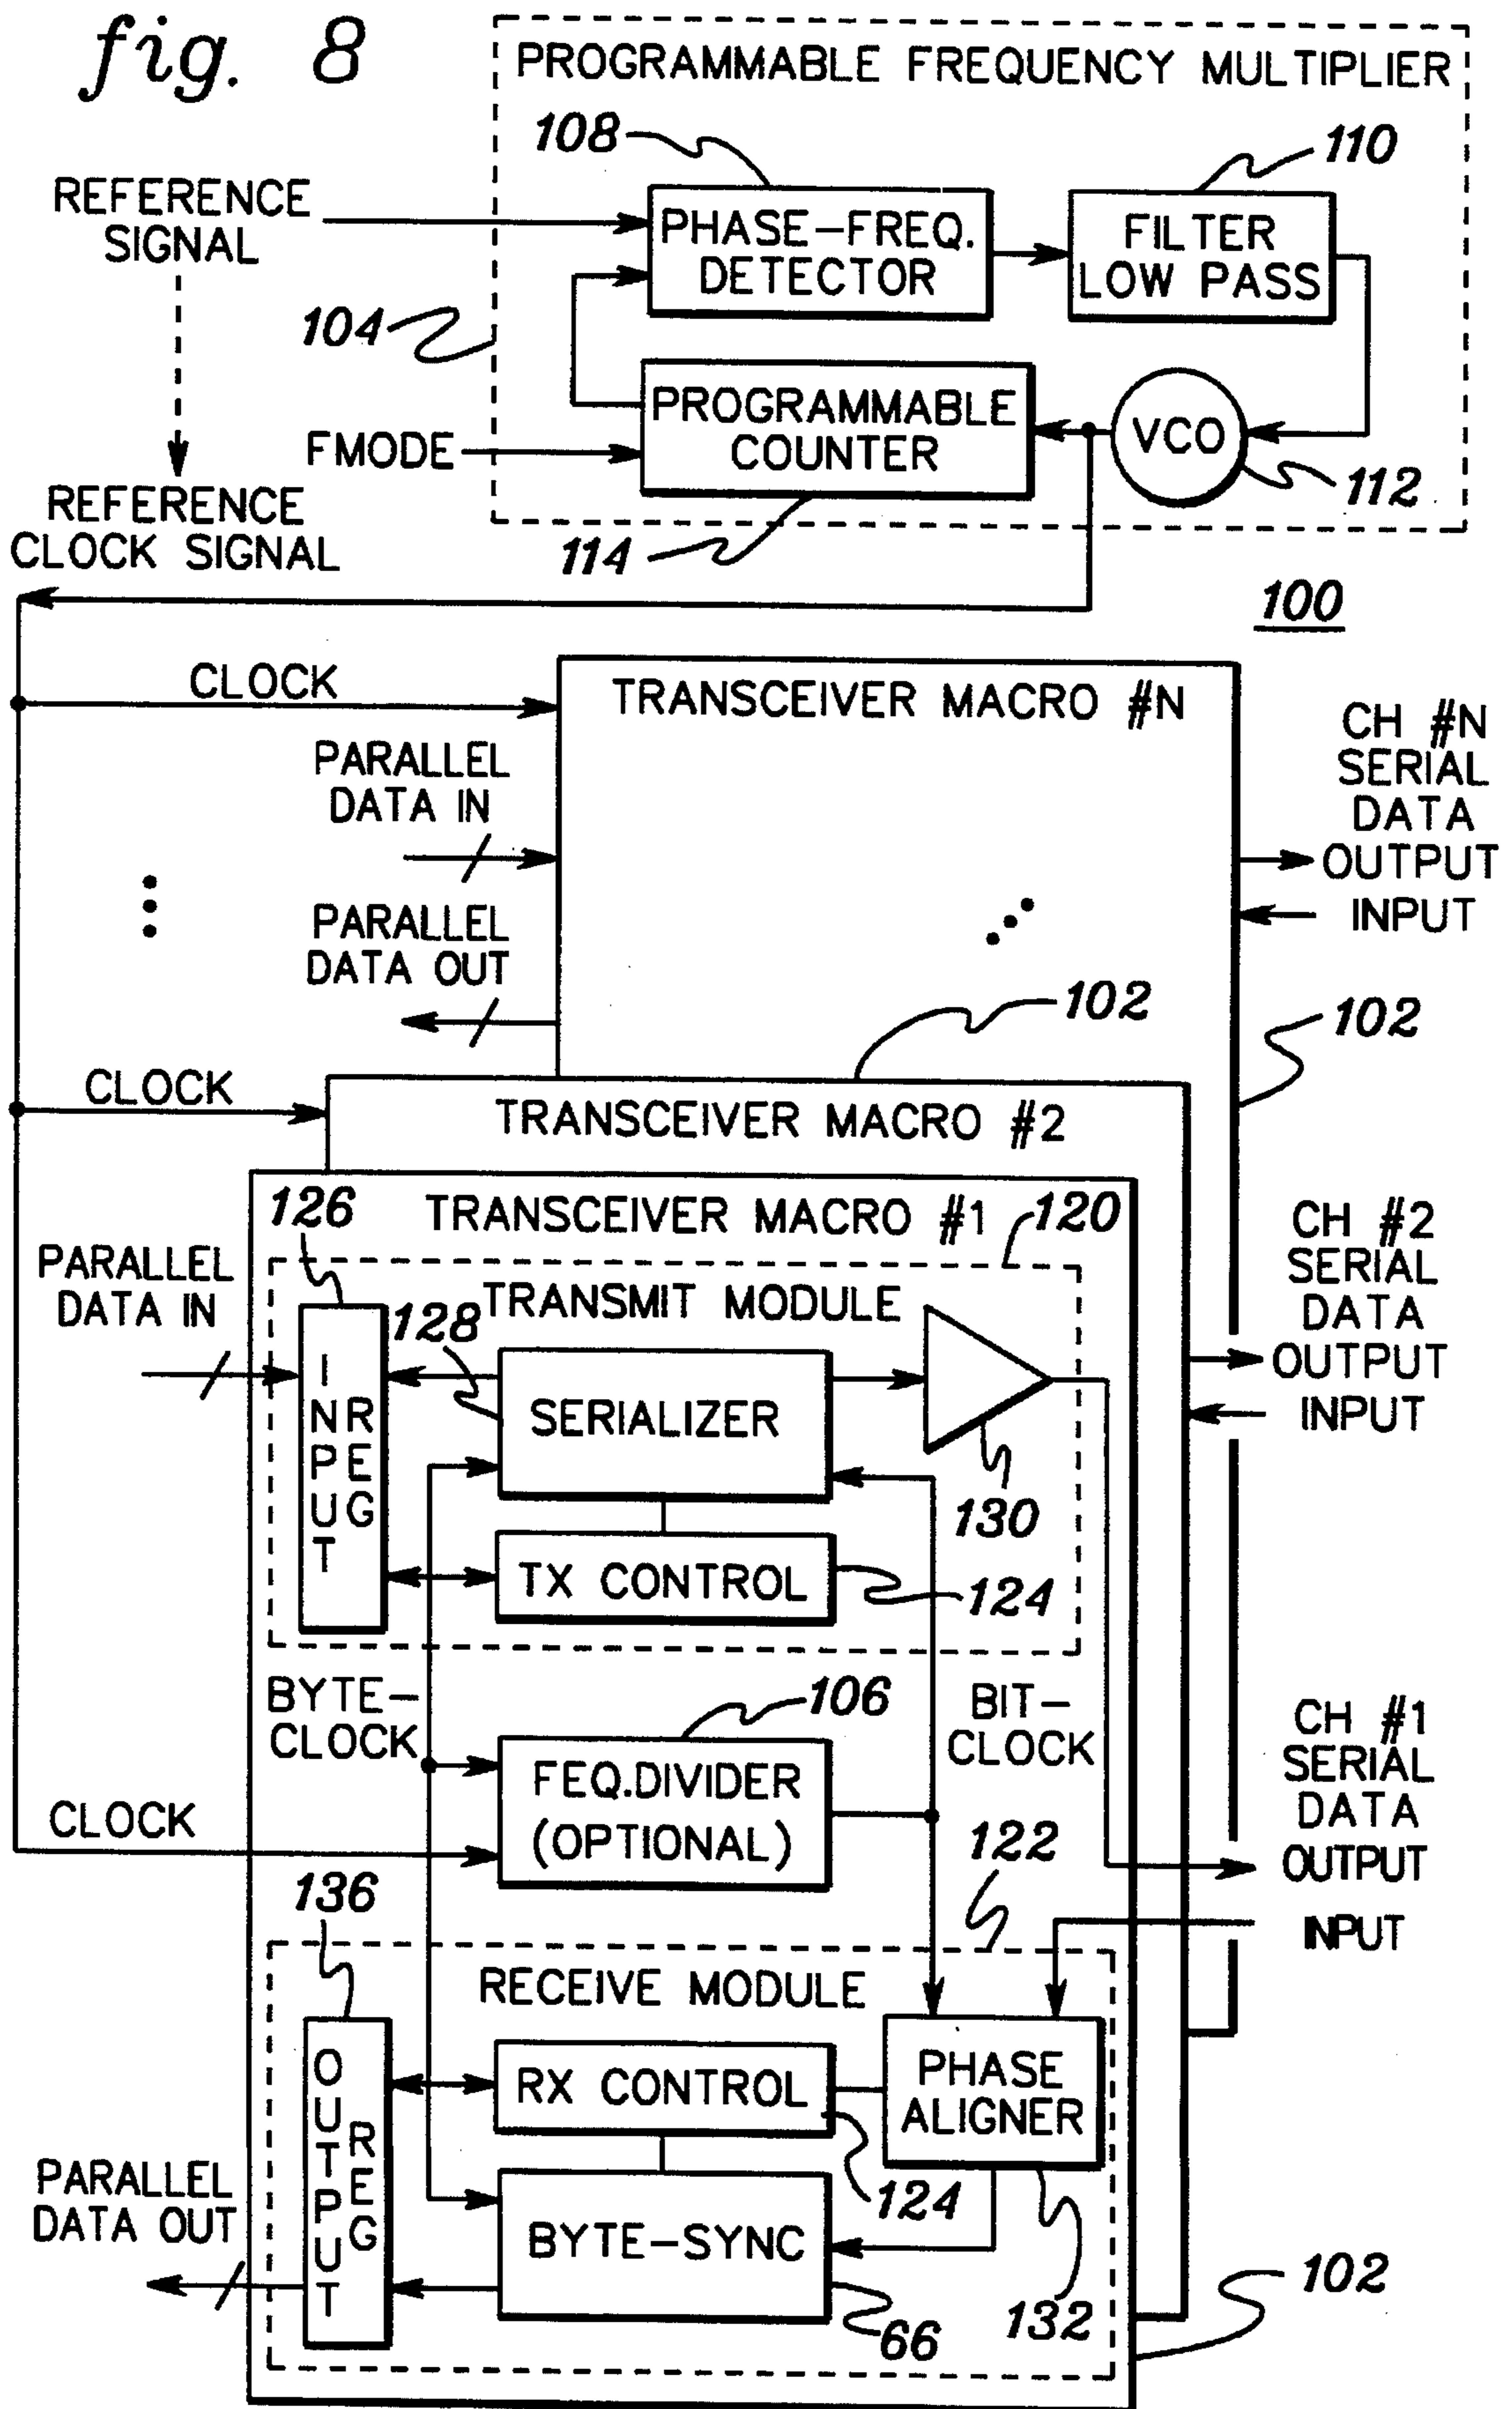 fig. 8
PROGRAMMABLE FREQUENCY MULTIPLIER
108
110
REFERENCE
SIGNAL
PHASE-FREQ.
DETECTOR
FILTER
LOW PASS
104
PROGRAMMABLE
COUNTER
VCO
FMODE
112
REFERENCE
CLOCK SIGNAL
114
100
CLOCK
TRANSCEIVER MACRO #N
CH #N
SERIAL
DATA
OUTPUT
INPUT
PARALLEL
DATA IN
PARALLEL
DATA OUT
102
102
CLOCK
TRANSCEIVER MACRO #2
126
TRANSCEIVER MACRO #1
120
CH #2
SERIAL
DATA
OUTPUT
INPUT
PARALLEL
DATA IN
TRANSMIT MODULE
128
INPUT
REG
SERIALIZER
130
TX CONTROL
124
BYTE-
CLOCK
106
BIT-
CLOCK
CH #1
SERIAL
DATA
OUTPUT
INPUT
FEQ.DIVIDER
(OPTIONAL)
CLOCK
122
136
RECEIVE MODULE
OUTPUT
REG
RX CONTROL
PHASE
ALIGNER
124
PARALLEL
DATA OUT
BYTE-SYNC
66
132
102